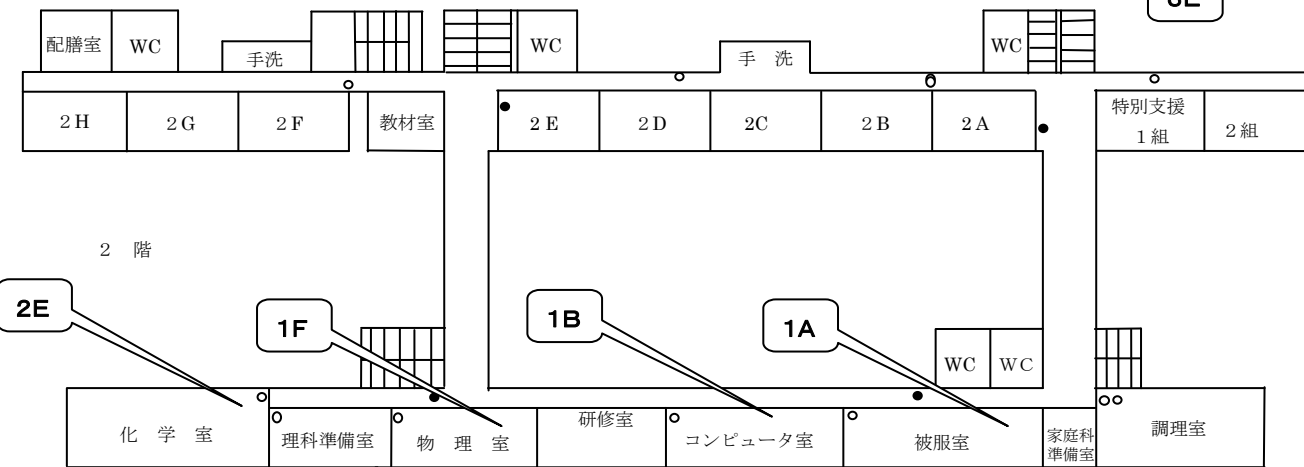 配膳室
WC
手洗
WC
手　洗
WC
２H
２G
２F
教材室
２E
２D
2C
２B
２A
特別支援
１組
２組
２　階
2E
1F
1B
1A
WC
WC
化　学　室
理科準備室
物　理　室
研修室
コンピュータ室
被服室
家庭科
準備室
調理室